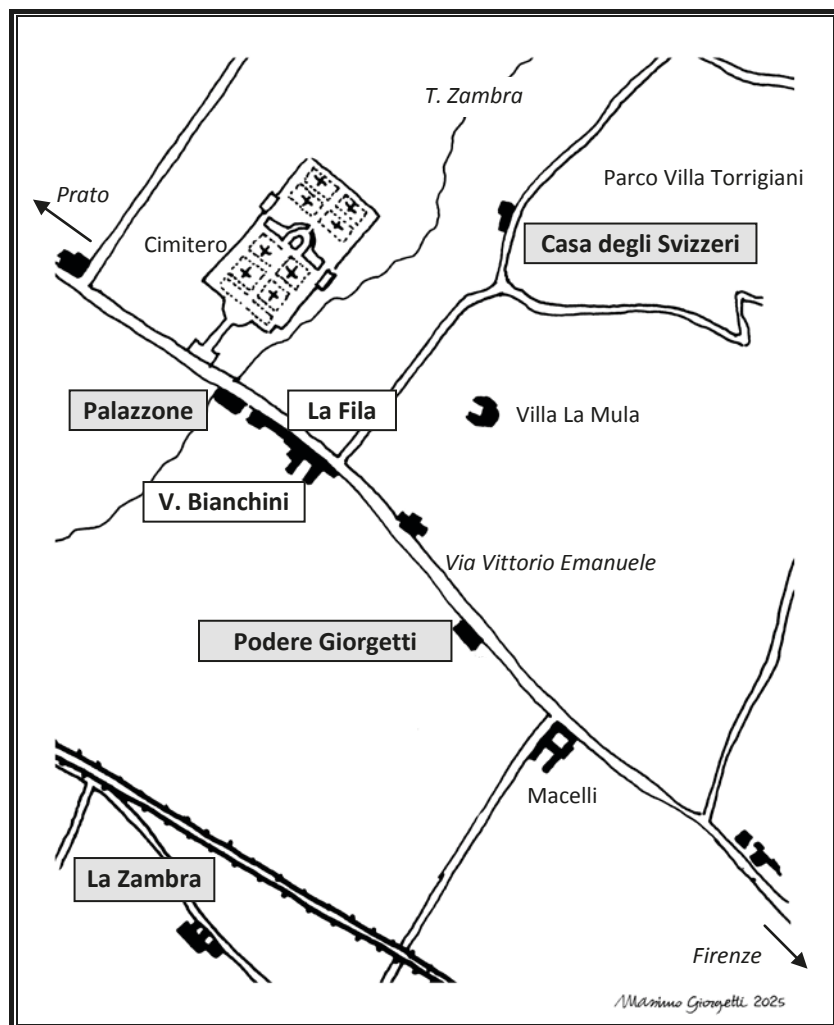 T. Zambra
Prato
Parco Villa Torrigiani
Cimitero
Casa degli Svizzeri
Palazzone
La Fila
Villa La Mula
V. Bianchini
Via Vittorio Emanuele
Podere Giorgetti
Macelli
La Zambra
Firenze
Massimo Giorgetti 2025